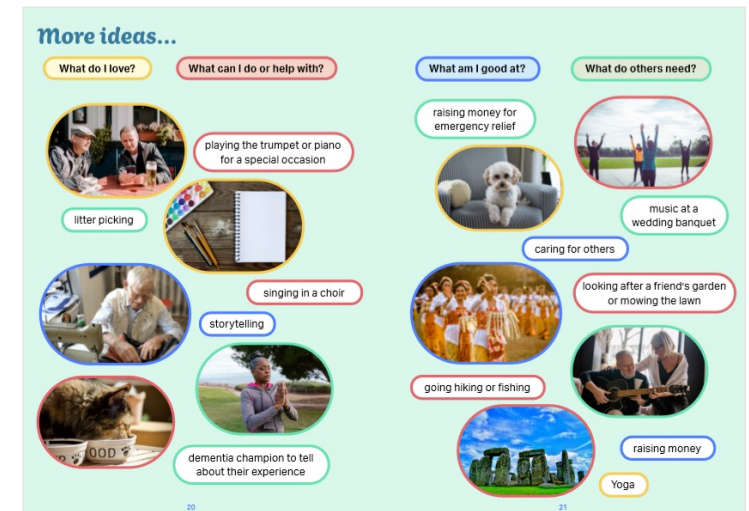 More ideas...
What do I love?
What can I do or help with?
playing the trumpet or piano
for a special occasion
litter picking
singing in a choir
storytelling
OOD
dementia champion to tell
about their experience
20
What am I good at?
What do others need?
raising money for
emergency relief
music at a
wedding banquet
caring for others
looking after a friend's garden
or mowing the lawn
going hiking or fishing
raising money
Yoga
21